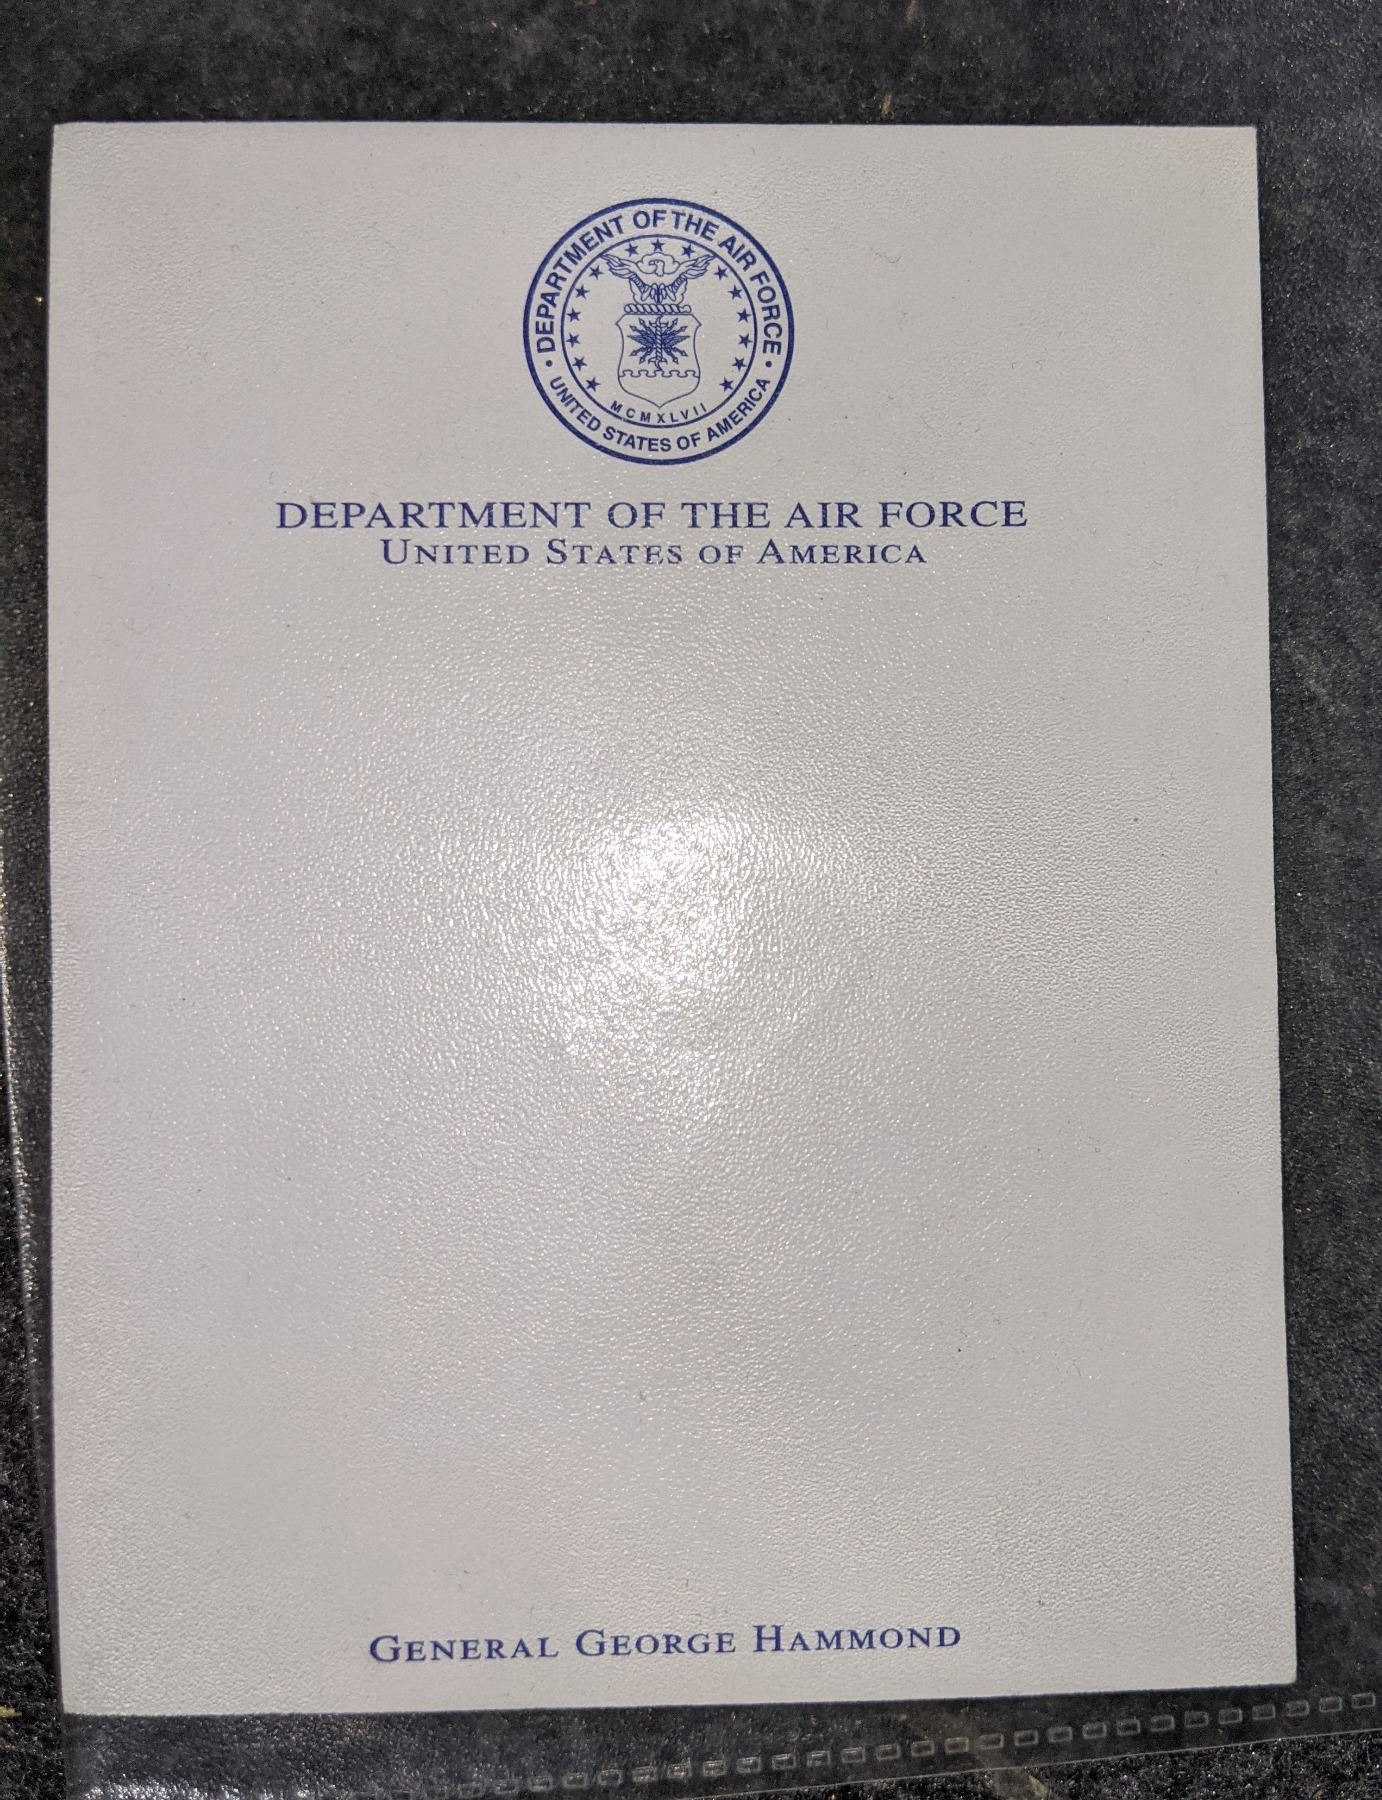 DEPARTMENT OF THE AIR FORCE
MCMXLVII
UNITED STATES OF AMERICA
DEPARTMENT OF THE AIR FORCE
UNITED STATES OF AMERICA
GENERAL GEORGE HAMMOND